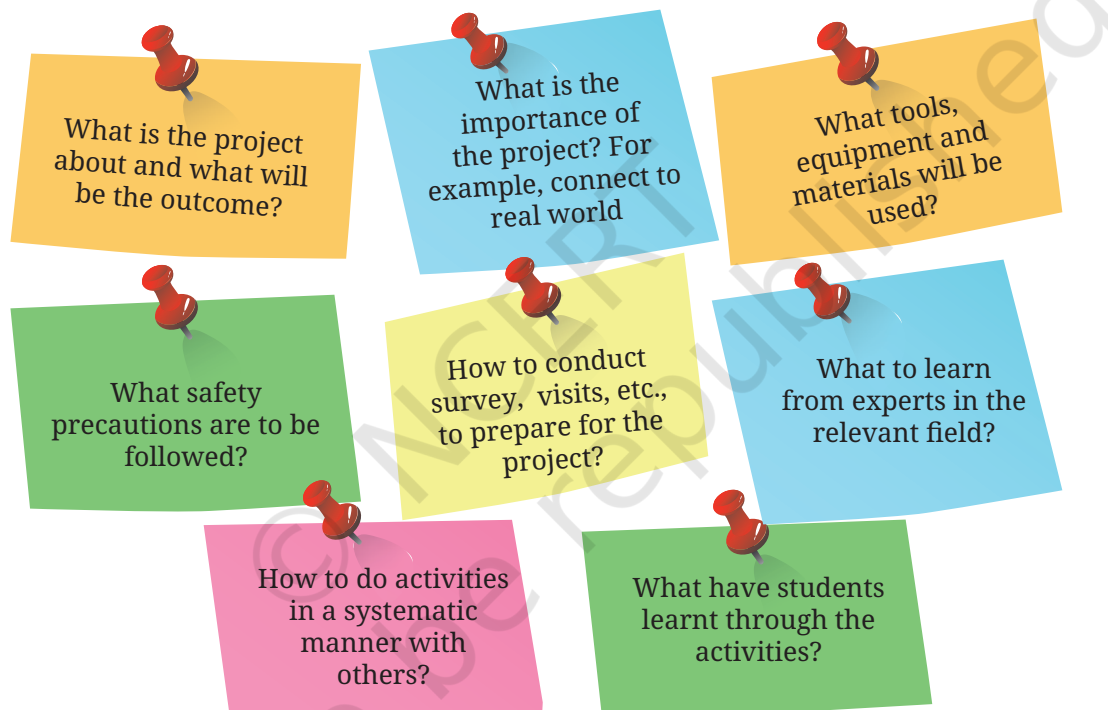 What is the project
about and what will
be the outcome?
What is the
importance of
the project? For
example, connect to
real world
What tools,
equipment and
materials will be
used?
What safety
precautions are to be
followed?
How to conduct
survey, visits, etc.,
to prepare for the
project?
What to learn
from experts in the
relevant field?
How to do activities
in a systematic
manner with
others?
What have students
learnt through the
activities?
© NCERT
be republished